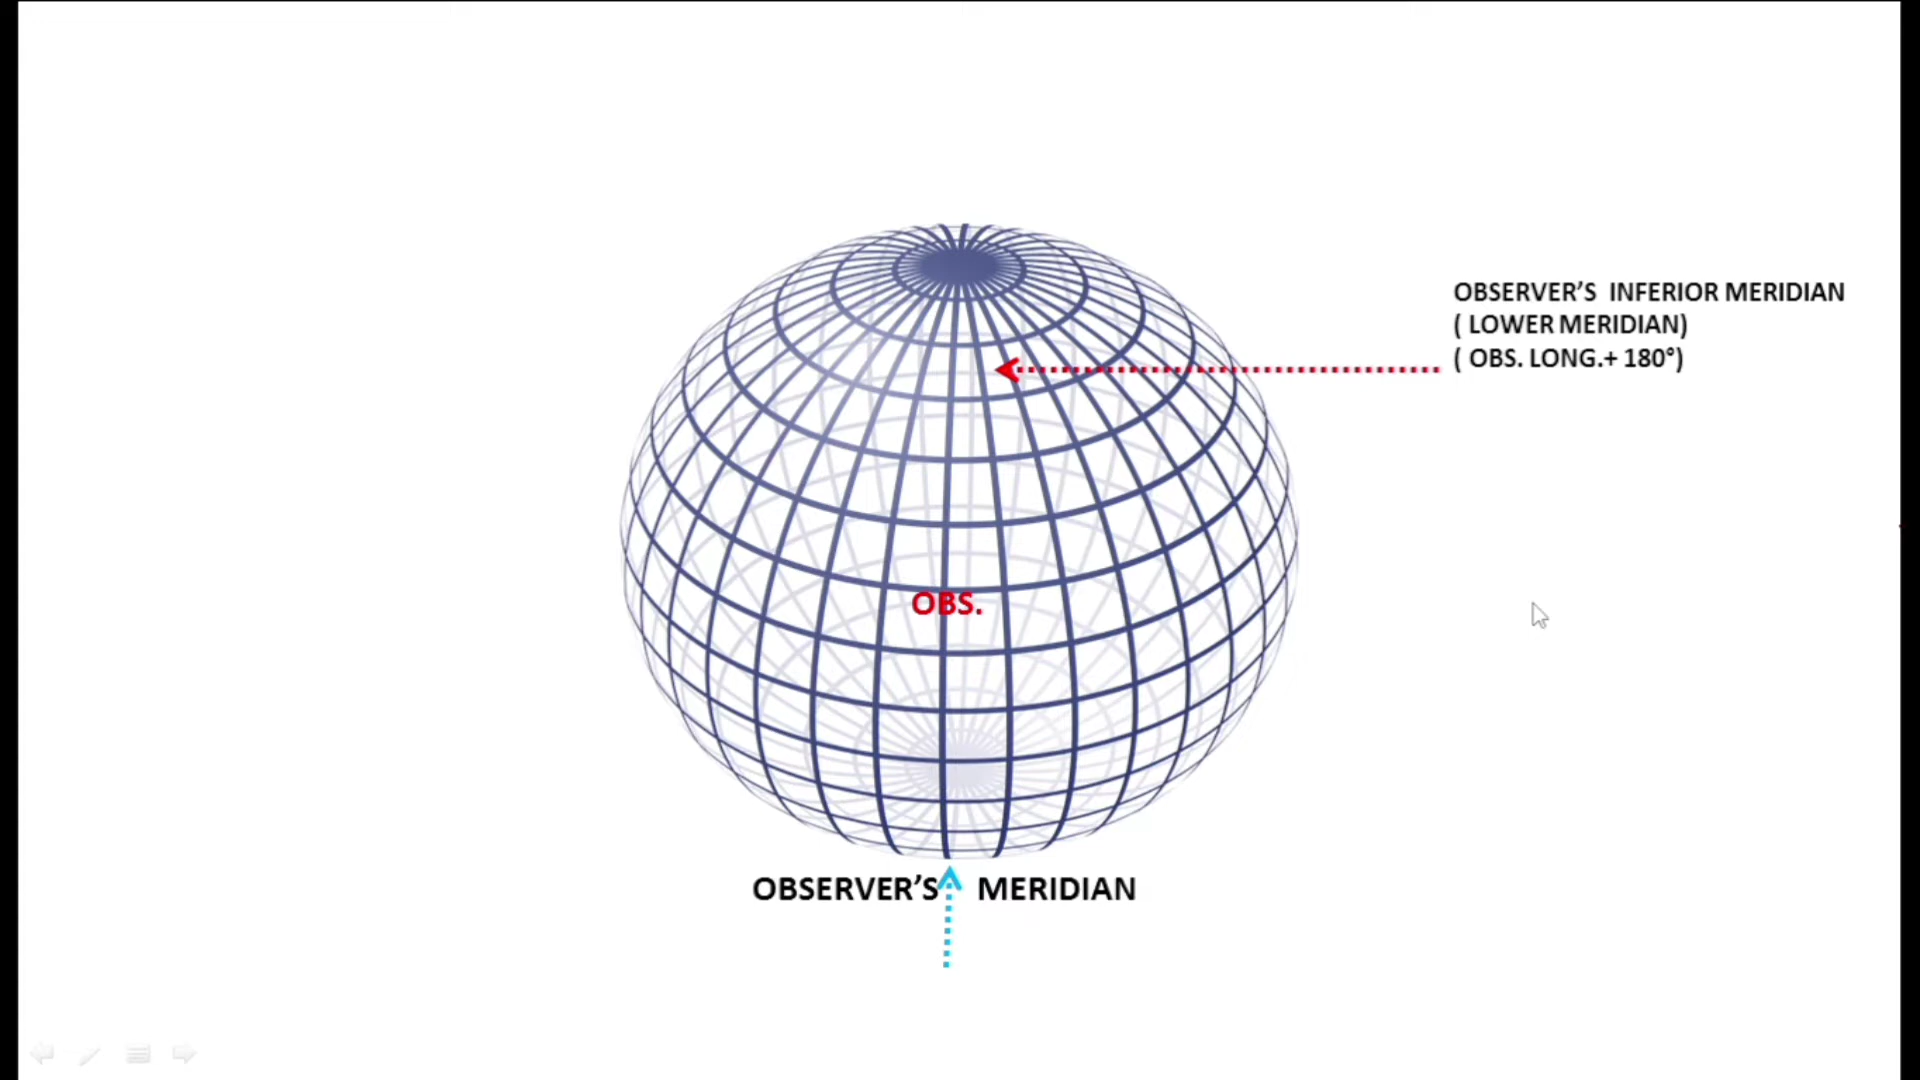 OBSERVER’S  INFERIOR MERIDIAN
( LOWER MERIDIAN)
( OBS. LONG.+ 180°)
OBS.
OBSERVER’S MERIDIAN